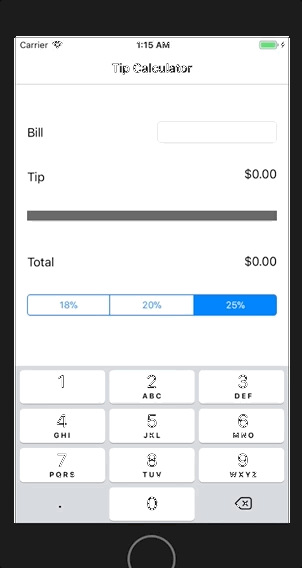 Carrier 1:15 AM
Tip Calculator
Bill
Tip $0.00
Total $0.00
18% 20% 25%
1 2 3
ABC DEF
4 5 6
GHI JKL MNO
7 8 9
PQRS TUV WXYZ
. 0